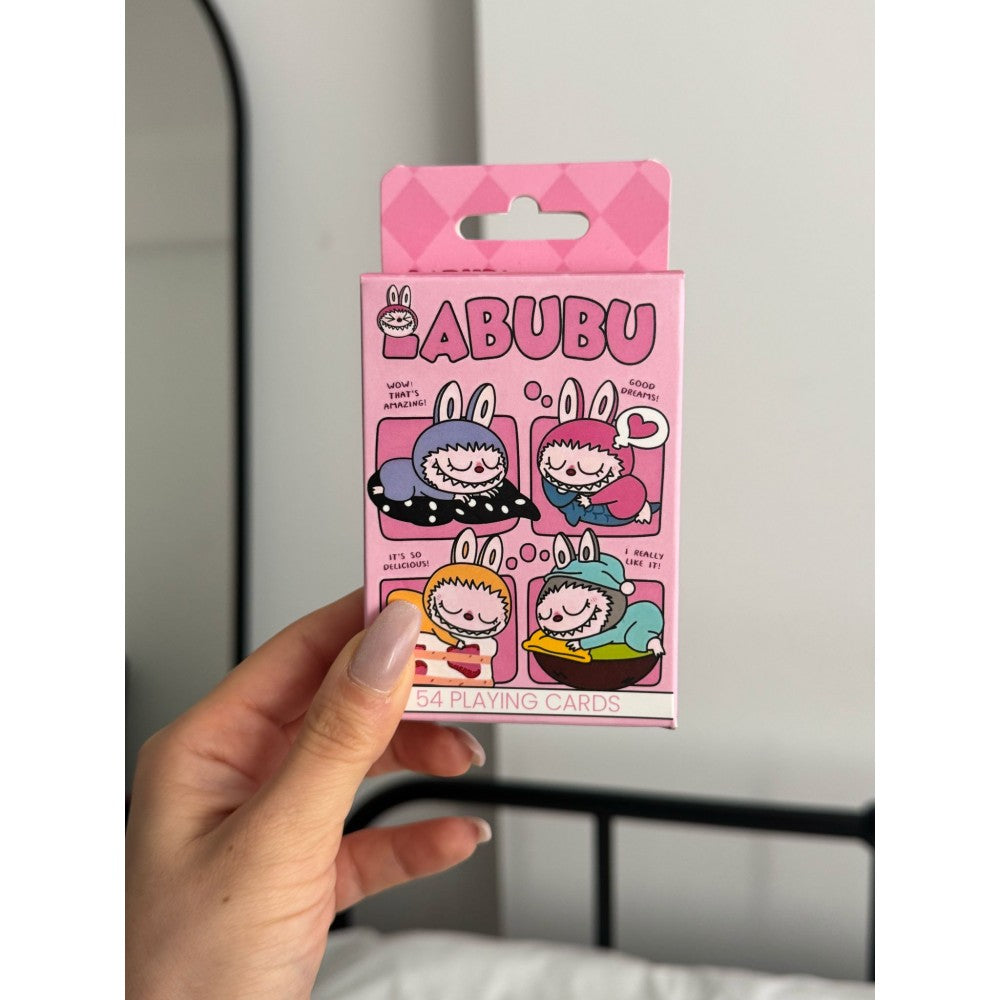 LABUBU
WOW!
THAT'S
AMAZING!
GOOD
DREAMS!
IT'S SO
DELICIOUS!
I REALLY
LIKE IT!
54 PLAYING CARDS